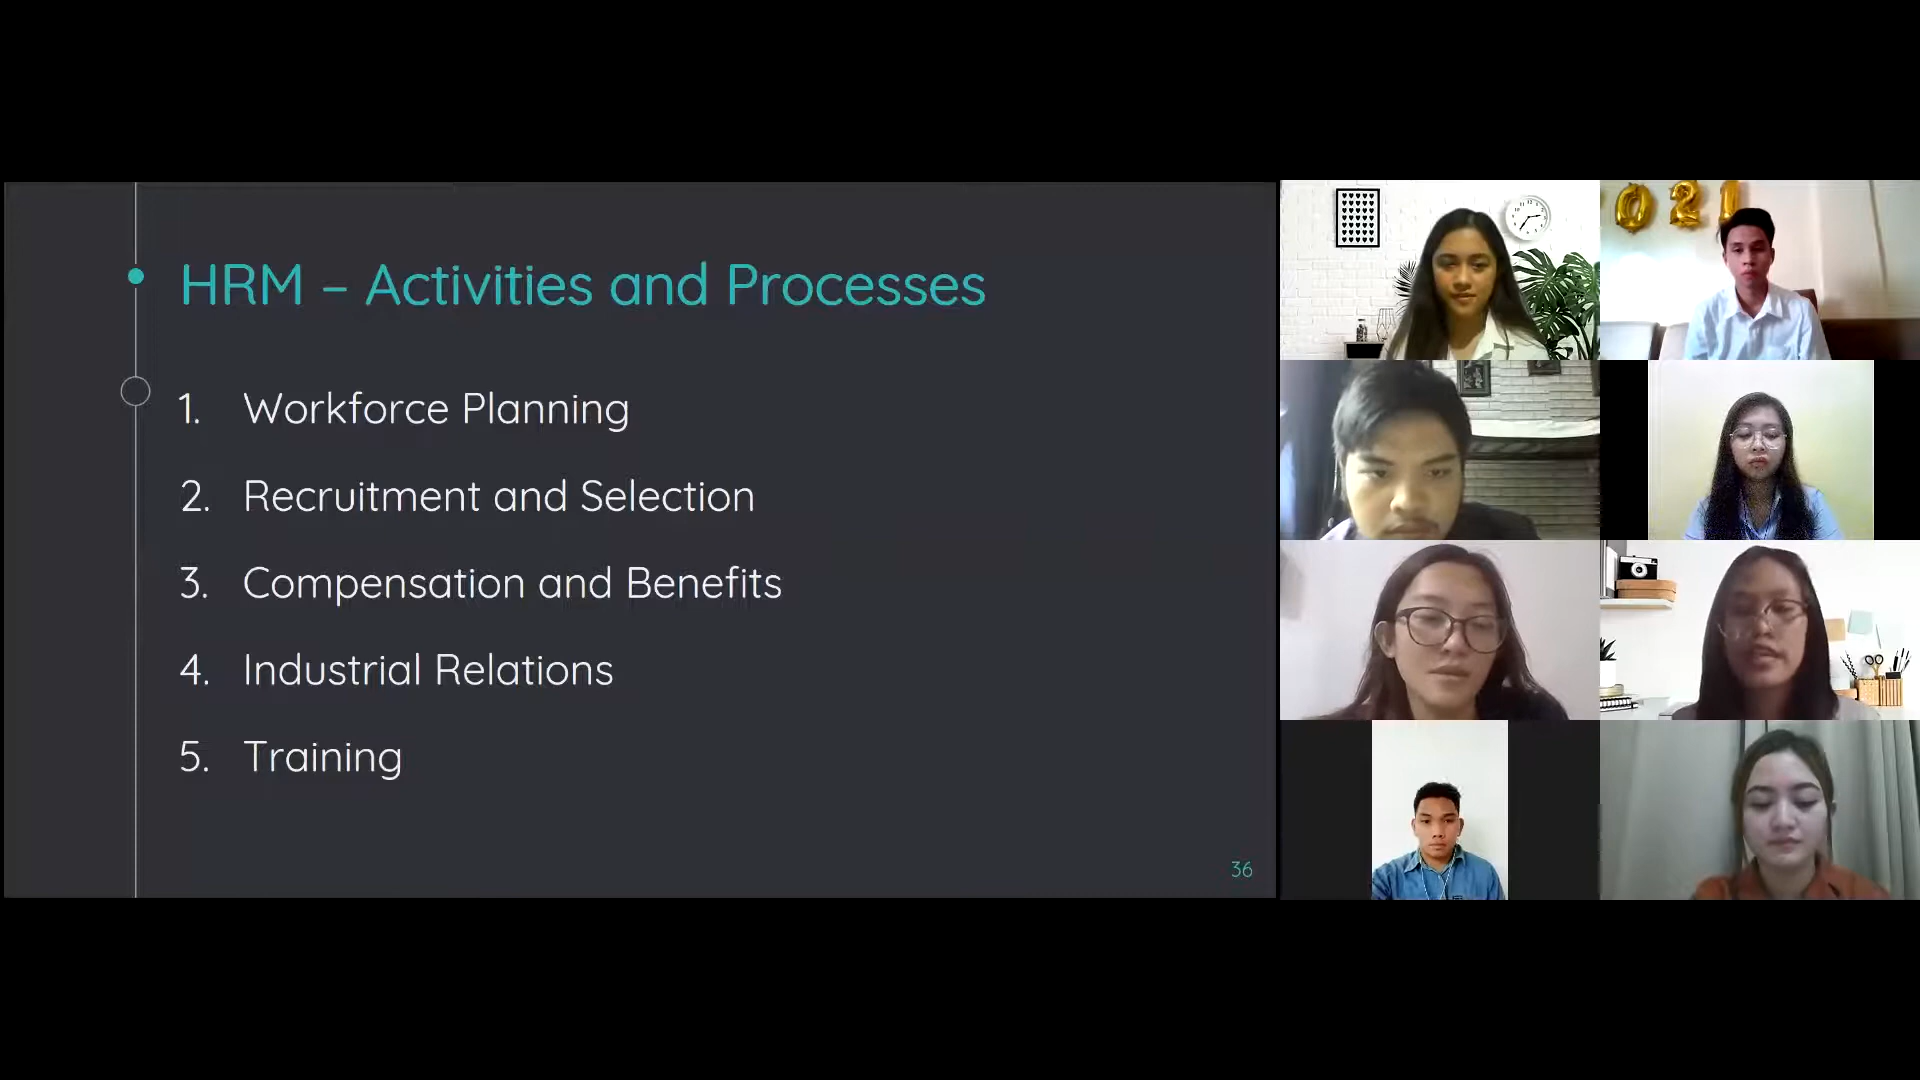 HRM – Activities and Processes
1. Workforce Planning
2. Recruitment and Selection
3. Compensation and Benefits
4. Industrial Relations
5. Training
36
021